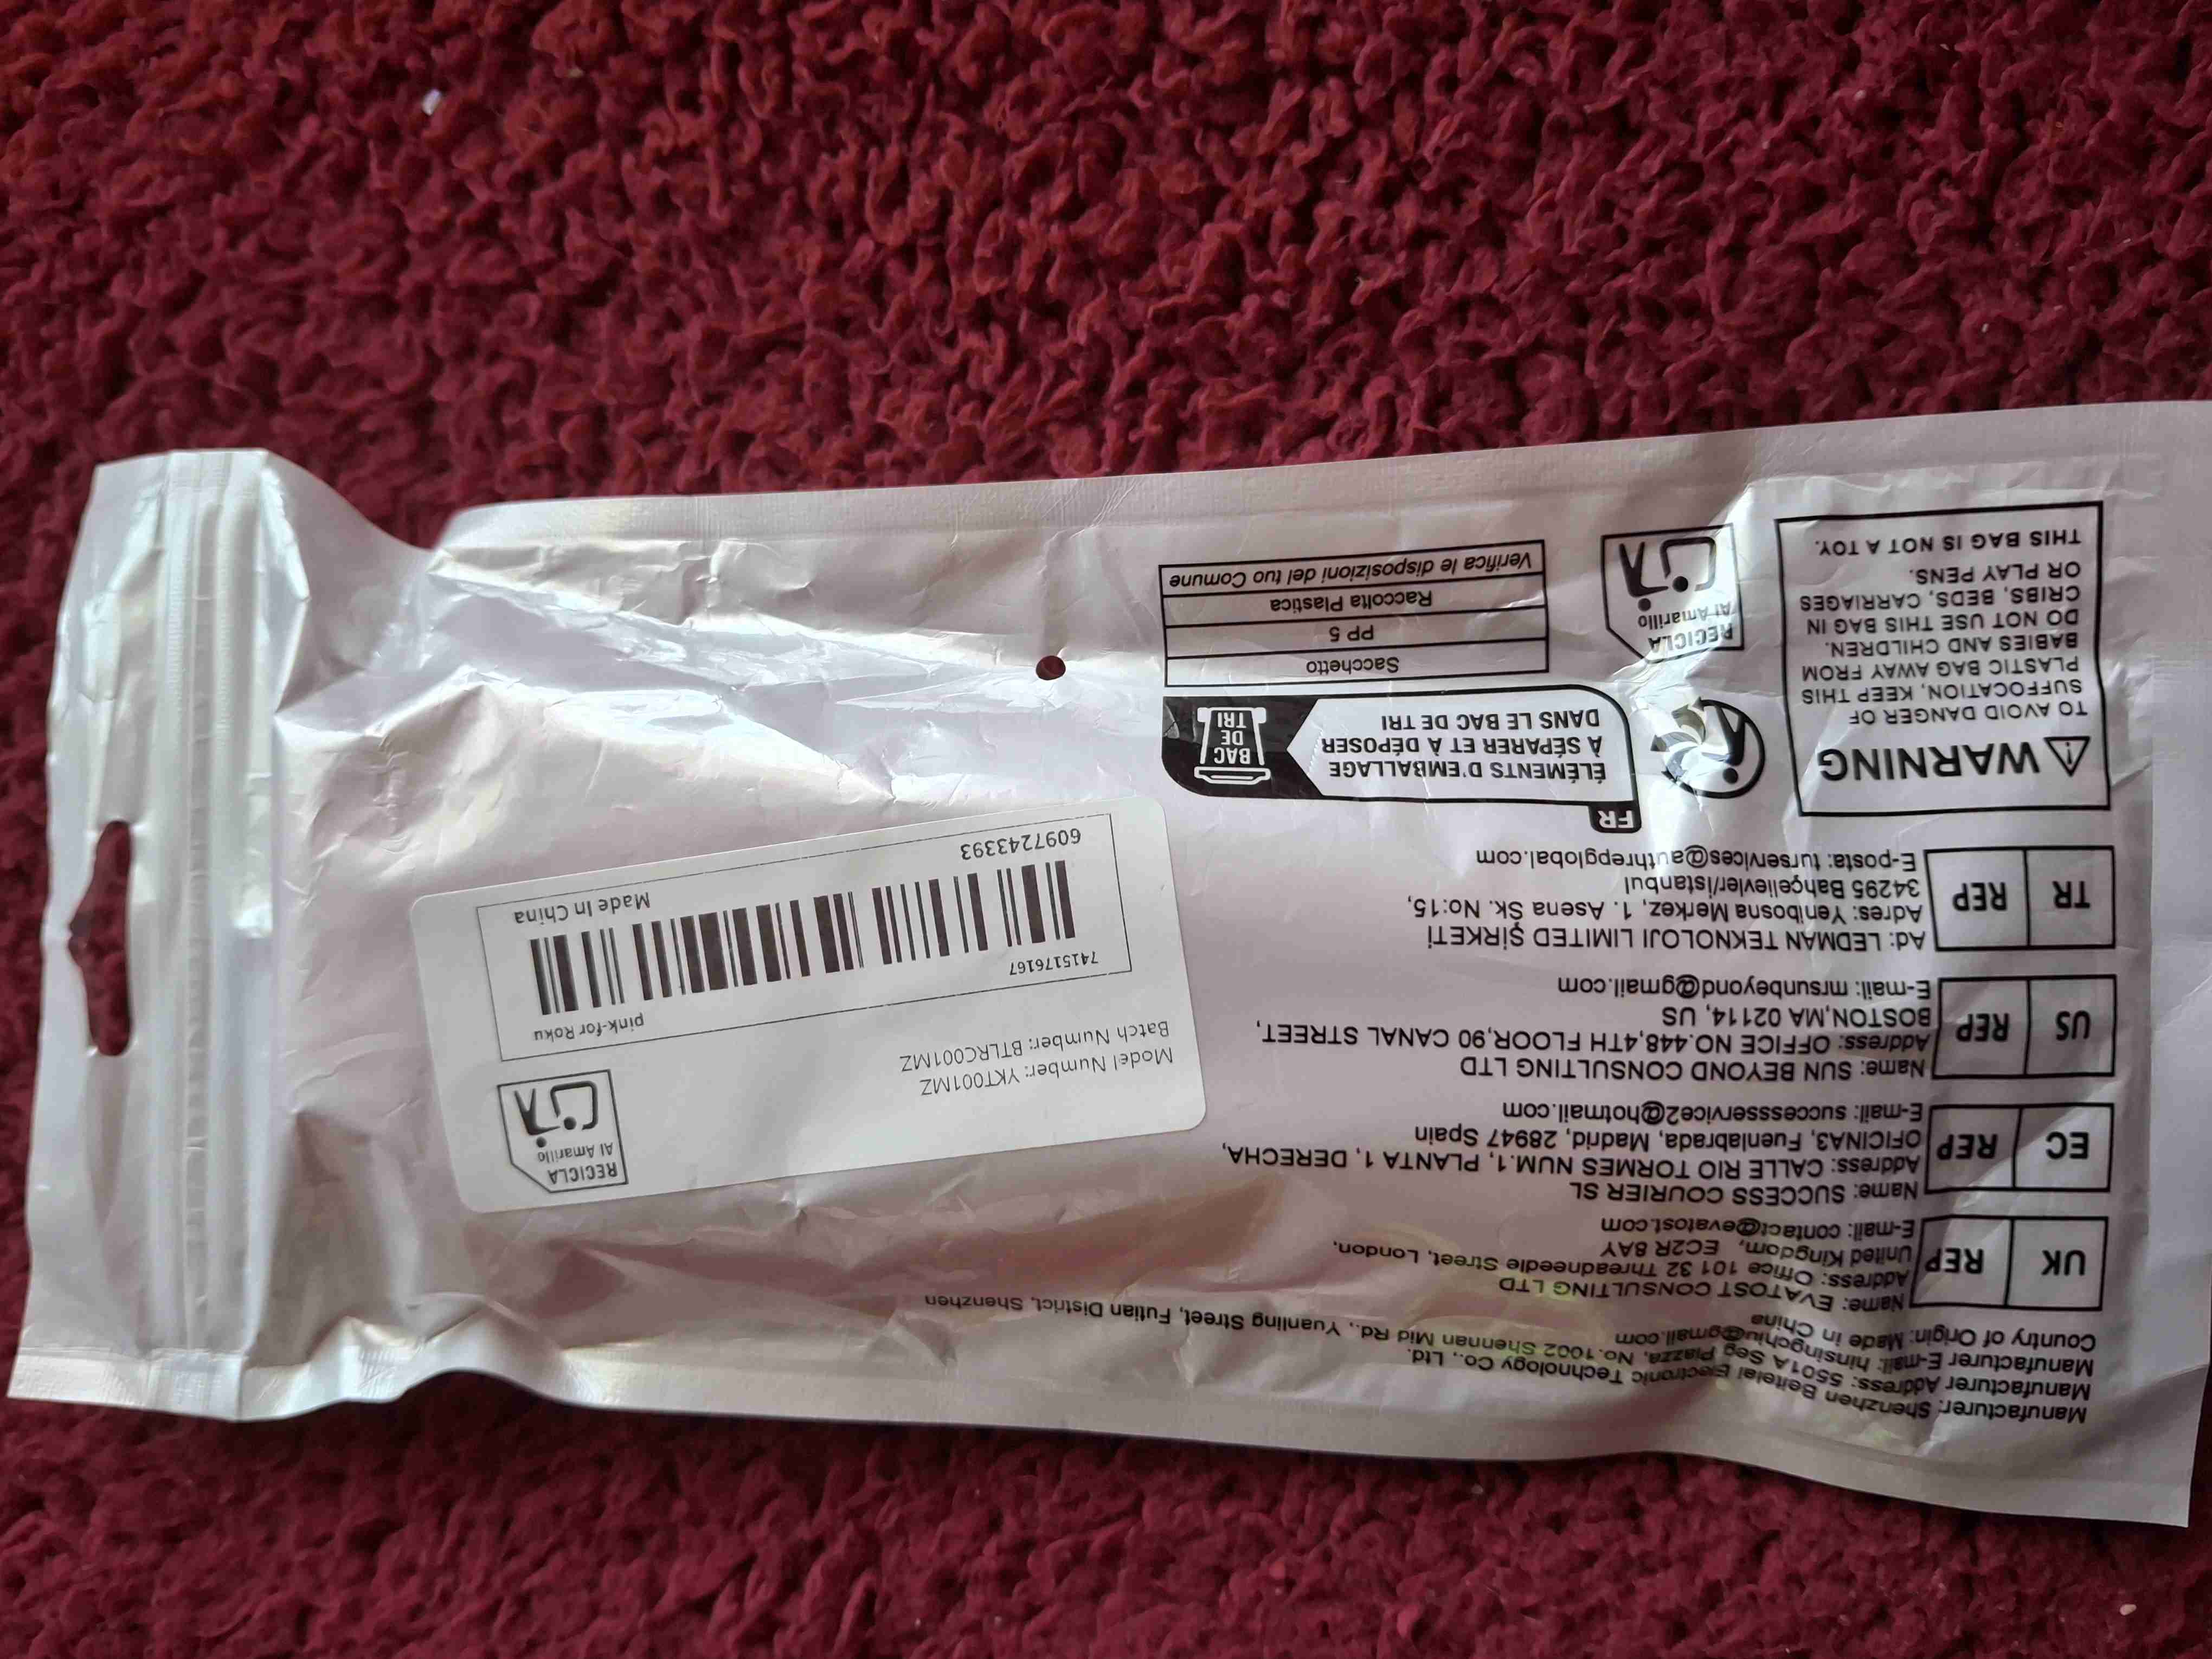 Manufacturer: Shenzhen Beitelai Electronic Technology Co., Ltd.
Manufacturer Address: 5501A Seg Plazza, No.1002 Shennan Mid Rd., Yuanling Street, Futian District, Shenzhen
Manufacturer E-mail: hinsingchiu@gmail.com
Country of Origin: Made in China
UK REP
Name: EVATOST CONSULTING LTD
Address: Office 101 32 Threadneedle Street, London,
United Kingdom, EC2R 8AY
E-mail: contact@evatost.com
EC REP
Name: SUCCESS COURIER SL
Address: CALLE RIO TORMES NUM.1, PLANTA 1, DERECHA,
OFICINA3, Fuenlabrada, Madrid, 28947 Spain
E-mail: successservice2@hotmail.com
US REP
Name: SUN BEYOND CONSULTING LTD
Address: OFFICE NO.448,4TH FLOOR,90 CANAL STREET,
BOSTON,MA 02114, US
E-mail: mrsunbeyond@gmail.com
TR REP
Ad: LEDMAN TEKNOLOJI LIMITED ŞİRKETİ
Adres: Yenibosna Merkez, 1. Asena Sk. No:15,
34295 Bahçelievler/istanbul
E-posta: turservices@authrepglobal.com
WARNING
TO AVOID DANGER OF
SUFFOCATION, KEEP THIS
PLASTIC BAG AWAY FROM
BABIES AND CHILDREN.
DO NOT USE THIS BAG IN
CRIBS, BEDS, CARRIAGES
OR PLAY PENS.
THIS BAG IS NOT A TOY.
FR
ÉLÉMENTS D'EMBALLAGE
À SÉPARER ET À DÉPOSER
DANS LE BAC DE TRI
BAC
DE
TRI
RECICLA
Al Amarillo
Sacchetto
PP 5
Raccolta Plastica
Verifica le disposizioni del tuo Comune
RECICLA
Al Amarillo
Model Number: YKT001MZ
Batch Number: BTLRC001MZ
7415176167
pink-for Roku
6097243393
Made In China